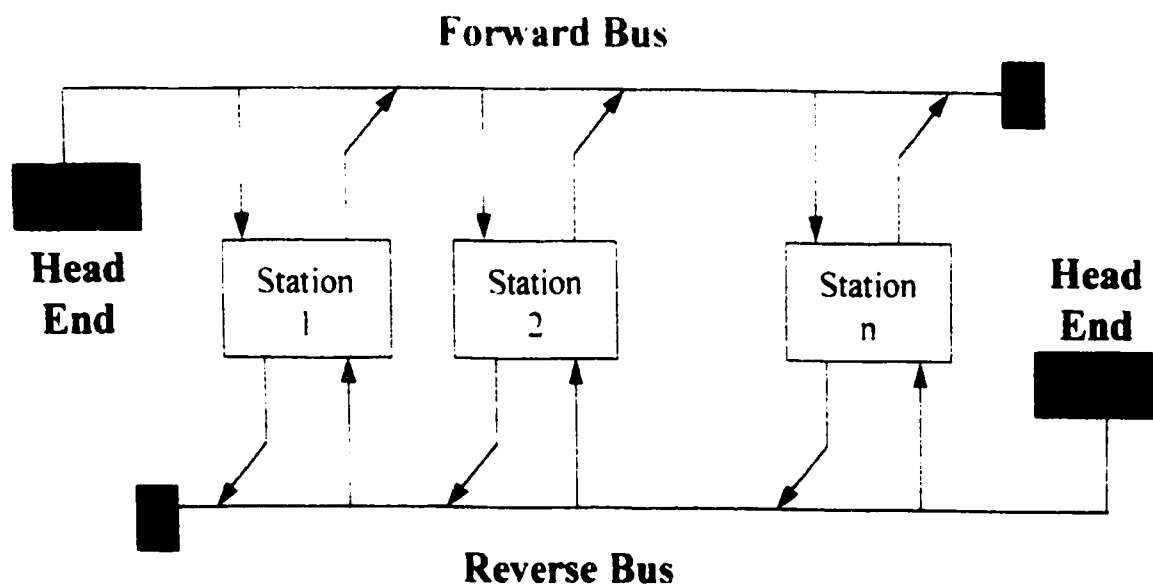 Forward Bus
Head
End
Station
1
Station
2
Station
n
Head
End
Reverse Bus